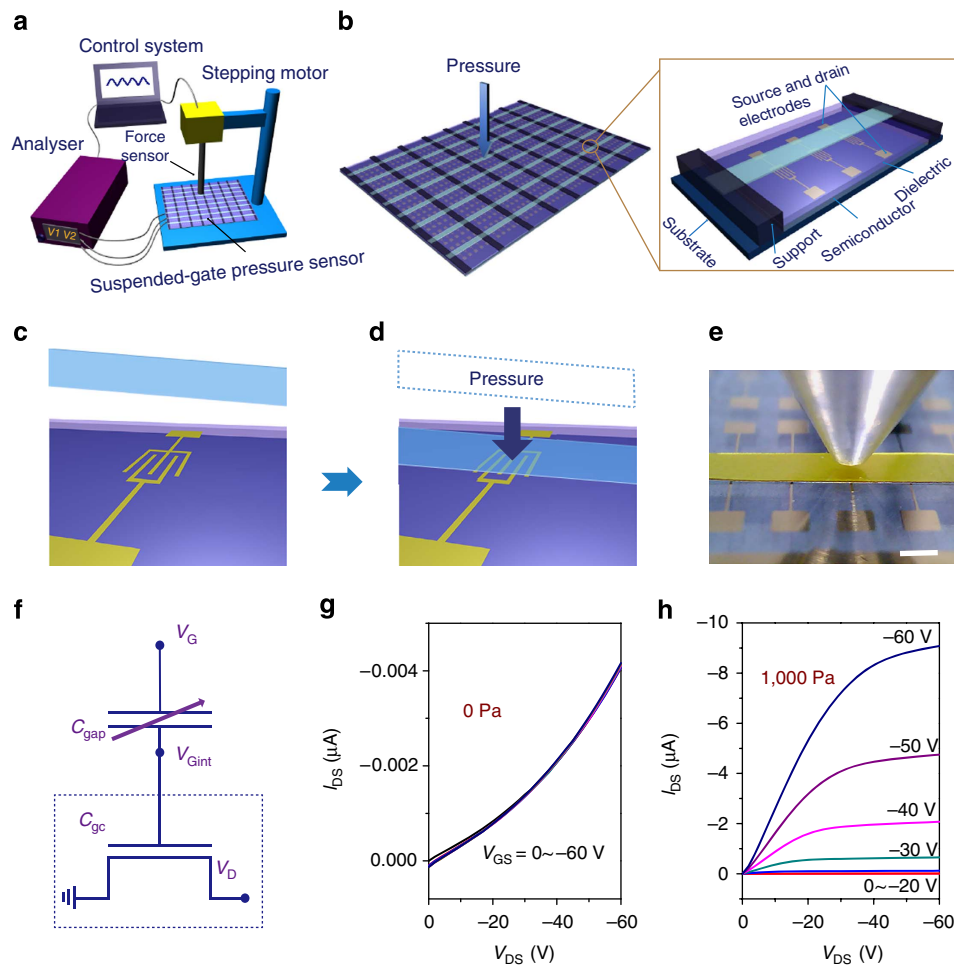 a
Control system
Stepping motor
Force
sensor
Analyser
V1 V2
Suspended-gate pressure sensor
b
Pressure
Source and drain
electrodes
Dielectric
Semiconductor
Support
Substrate
c
d
Pressure
e
f
V_G
C_gap
V_Gint
C_gc
V_D
g
–0.004
–0.002
0.000
I_DS (μA)
0 Pa
V_GS = 0~–60 V
0
–20
–40
–60
V_DS (V)
h
–10
–8
–6
–4
–2
0
I_DS (μA)
1,000 Pa
–60 V
–50 V
–40 V
–30 V
0~–20 V
0
–20
–40
–60
V_DS (V)